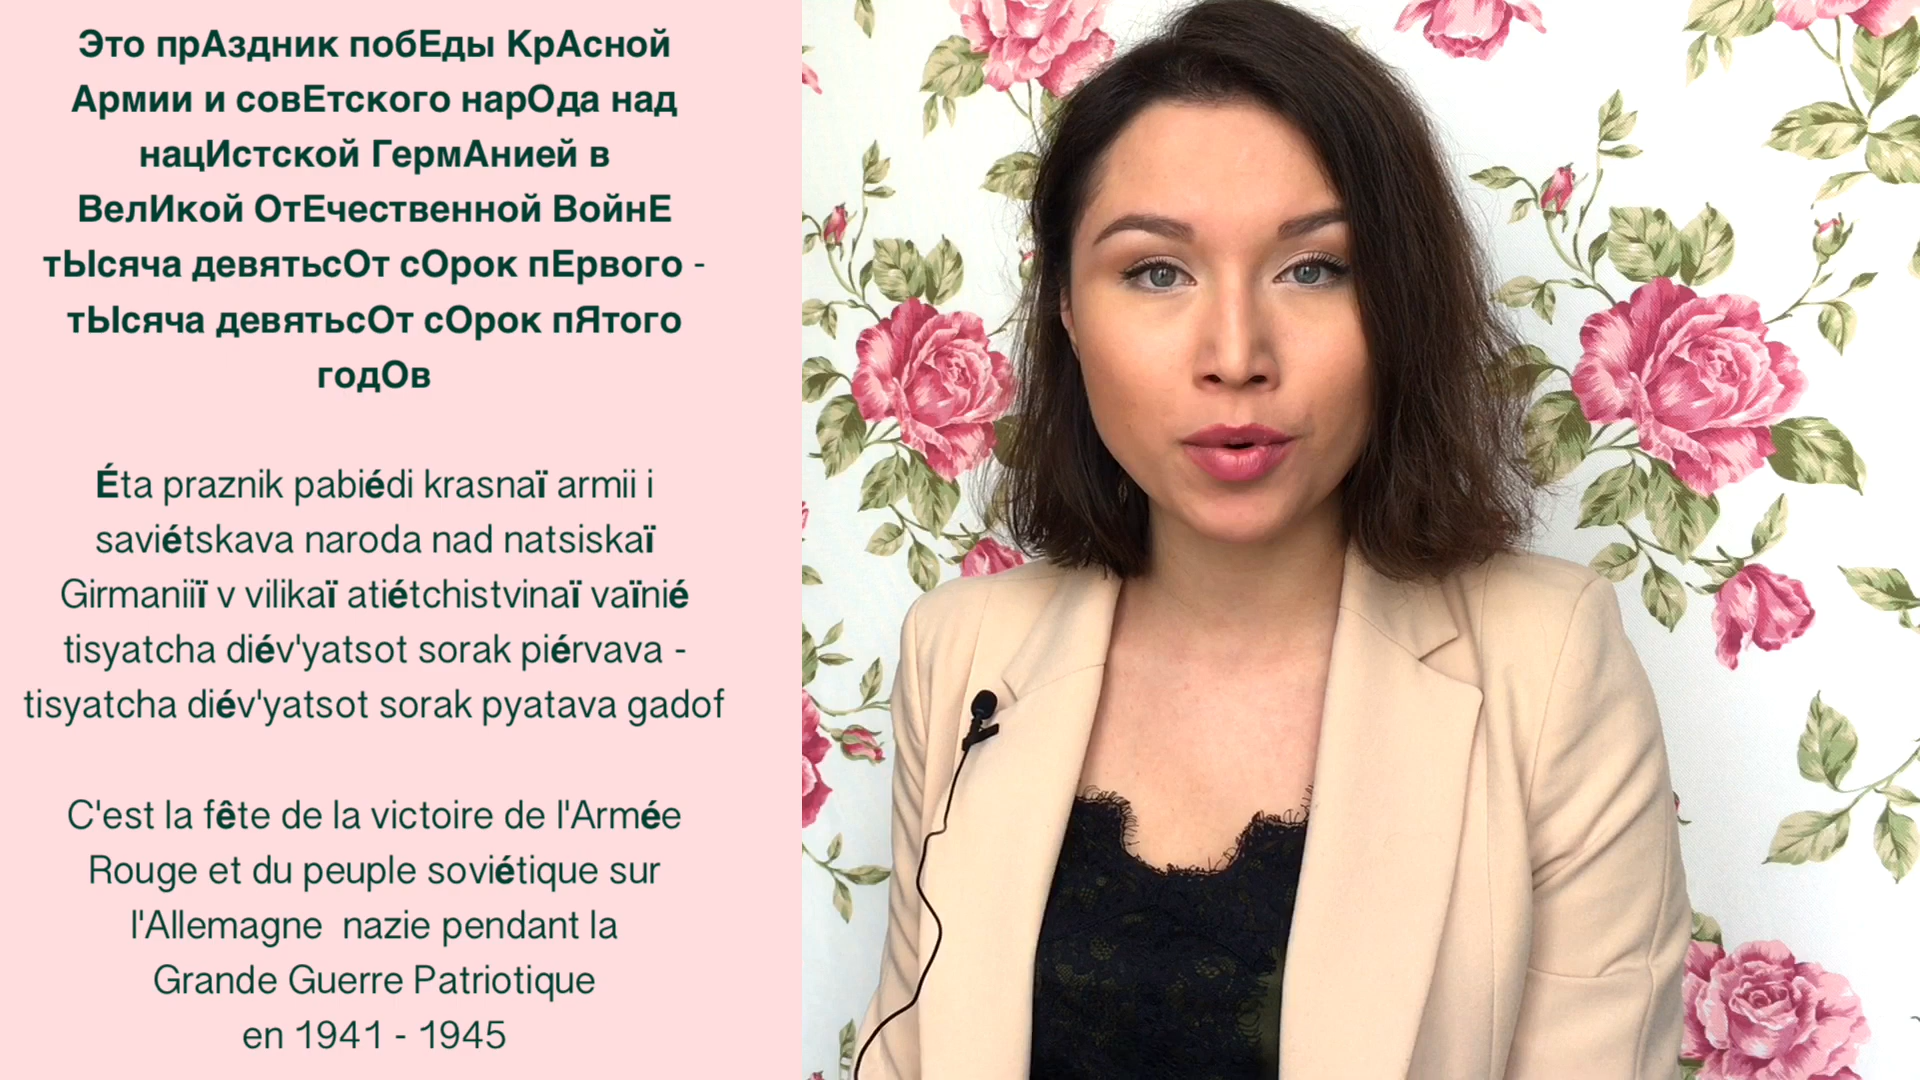 Это прАздник побЕды КрАсной
Армии и совЕтского нарОда над
нацИстской ГермАнией в
ВелИкой ОтЕчественной ВойнЕ
тЫсяча девятьсОт сОрок пЕрвого -
тЫсяча девятьсОт сОрок пЯтого
годОв
Éta praznik pabiédi krasnaï armii i
saviétskava naroda nad natsiskaï
Girmaniiï v vilikaï atiétchistvinaï vaïnié
tisyatcha diév'yatsot sorak piérvava -
tisyatcha diév'yatsot sorak pyatava gadof
C'est la fête de la victoire de l'Armée
Rouge et du peuple soviétique sur
l'Allemagne nazie pendant la
Grande Guerre Patriotique
en 1941 - 1945